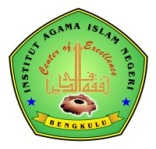 INSTITUT AGAMA ISLAM NEGERI
Center of Excellence
BENGKULU